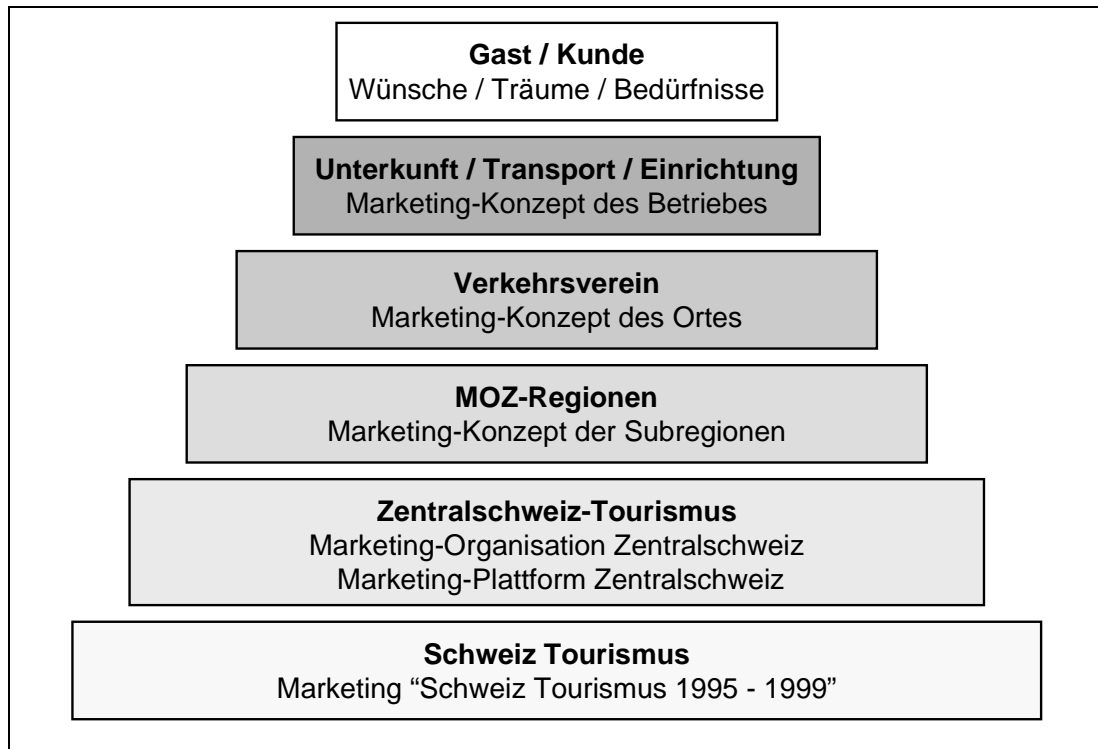 Gast / Kunde
Wünsche / Träume / Bedürfnisse
Unterkunft / Transport / Einrichtung
Marketing-Konzept des Betriebes
Verkehrsverein
Marketing-Konzept des Ortes
MOZ-Regionen
Marketing-Konzept der Subregionen
Zentralschweiz-Tourismus
Marketing-Organisation Zentralschweiz
Marketing-Plattform Zentralschweiz
Schweiz Tourismus
Marketing “Schweiz Tourismus 1995 - 1999”